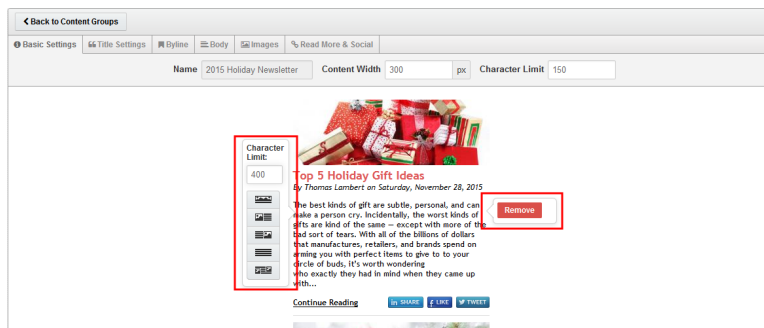 Back to Content Groups
Basic Settings Title Settings Byline Body Images Read More & Social
Name 2015 Holiday Newsletter Content Width 300 px Character Limit 150
Character
Limit:
400
Top 5 Holiday Gift Ideas
By Thomas Lambert on Saturday, November 28, 2015
The best kinds of gift are subtle, personal, and can
make a person cry. Incidentally, the worst kinds of
gifts are kind of the same — except with more of the
bad sort of tears. With all of the billions of dollars
that manufactures, retailers, and brands spend on
arming you with perfect items to give to to your
circle of buds, it's worth wondering
who exactly they had in mind when they came up
with...
Remove
Continue Reading in SHARE f LIKE TWEET